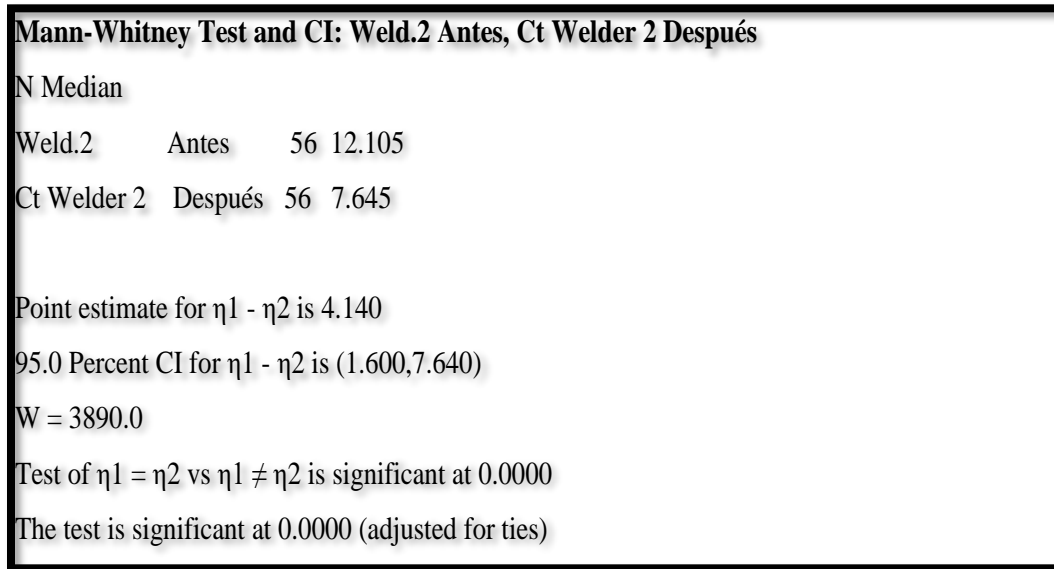 Mann-Whitney Test and CI: Weld.2 Antes, Ct Welder 2 Después
N Median
Weld.2 Antes 56 12.105
Ct Welder 2 Después 56 7.645
Point estimate for η1 - η2 is 4.140
95.0 Percent CI for η1 - η2 is (1.600,7.640)
W = 3890.0
Test of η1 = η2 vs η1 ≠ η2 is significant at 0.0000
The test is significant at 0.0000 (adjusted for ties)